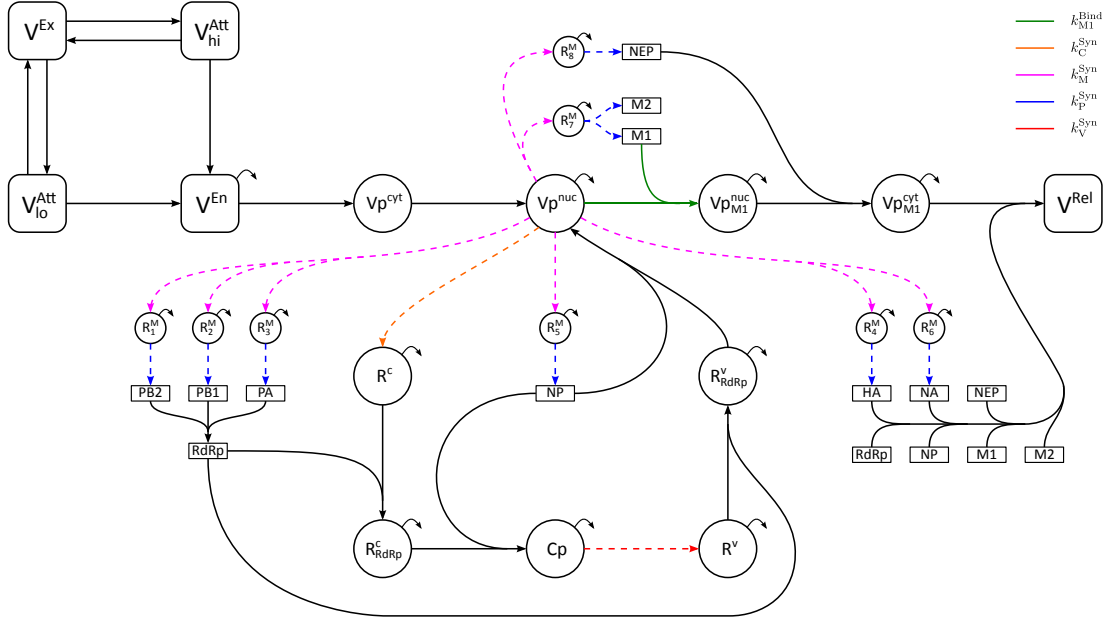 V^Ex
V^Att_hi
R^M_8
NEP
k^Bind_M1
k^Syn_C
k^Syn_M
k^Syn_P
k^Syn_V
R^M_7
M2
M1
V^Att_lo
V^En
Vp^cyt
Vp^nuc
Vp^nuc_M1
Vp^cyt_M1
V^Rel
R^M_1
R^M_2
R^M_3
R^M_5
R^M_4
R^M_6
R^c
R^v_RdRp
PB2
PB1
PA
NP
HA
NA
NEP
RdRp
RdRp
NP
M1
M2
R^c_RdRp
Cp
R^v